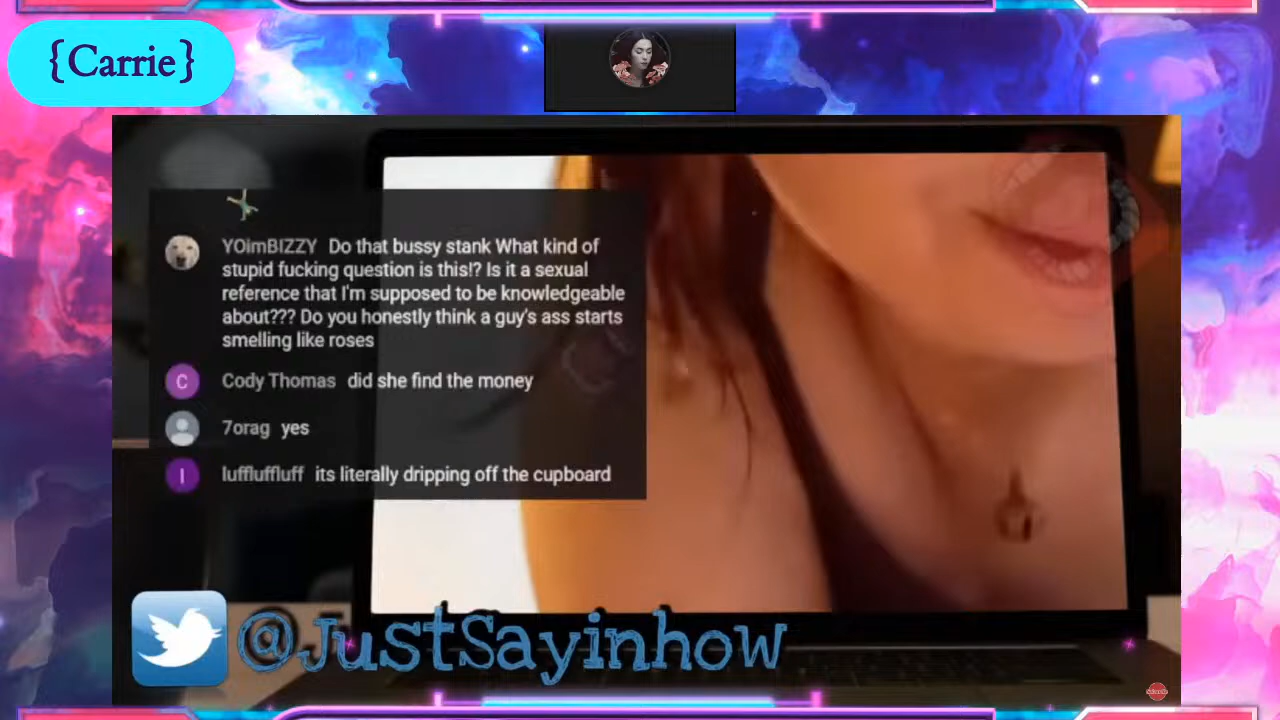 {Carrie}
YOimBIZZY Do that bussy stank What kind of
stupid fucking question is this!? Is it a sexual
reference that I'm supposed to be knowledgeable
about??? Do you honestly think a guy's ass starts
smelling like roses
C Cody Thomas did she find the money
7orag yes
l luffluffluff its literally dripping off the cupboard
@JustSayinhow